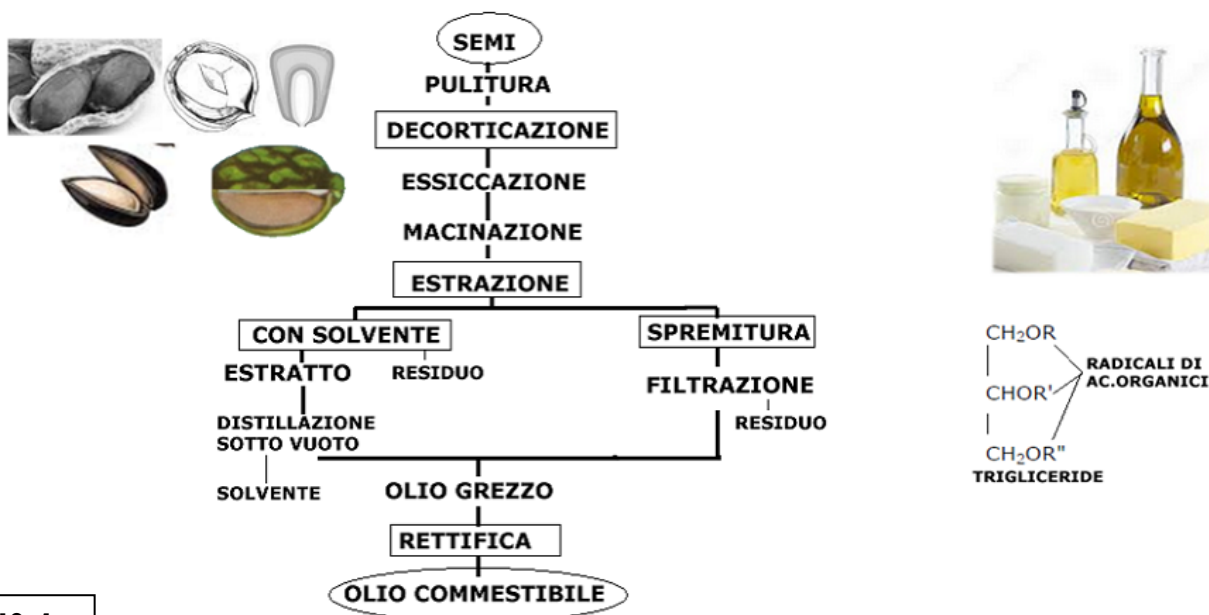 SEMI
PULITURA
DECORTICAZIONE
ESSICCAZIONE
MACINAZIONE
ESTRAZIONE
CON SOLVENTE
SPREMITURA
ESTRATTO
RESIDUO
FILTRAZIONE
RESIDUO
DISTILLAZIONE
SOTTO VUOTO
SOLVENTE
OLIO GREZZO
RETTIFICA
OLIO COMMESTIBILE
CH₂OR
CHOR'
CH₂OR"
RADICALI DI
AC.ORGANICI
TRIGLICERIDE